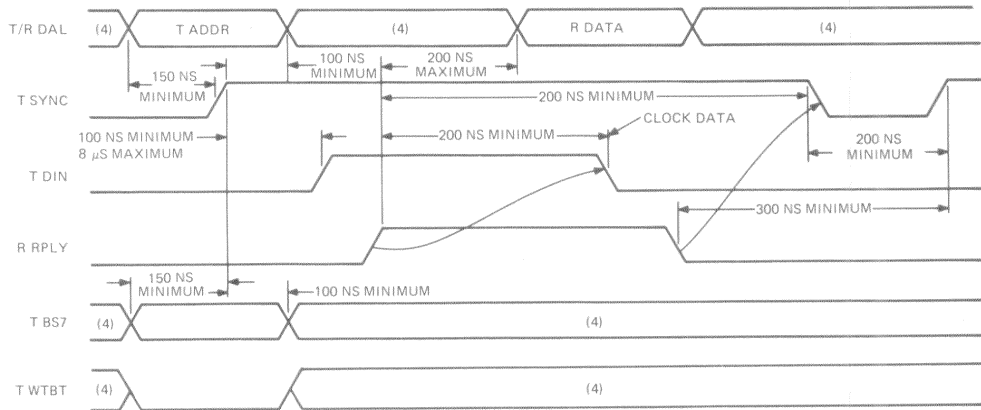 T/R DAL (4) T ADDR (4) R DATA (4)
150 NS MINIMUM
100 NS MINIMUM
200 NS MAXIMUM
T SYNC
200 NS MINIMUM
100 NS MINIMUM
8 µS MAXIMUM
200 NS MINIMUM
CLOCK DATA
200 NS MINIMUM
T DIN
300 NS MINIMUM
R RPLY
150 NS MINIMUM
100 NS MINIMUM
T BS7 (4) (4)
T WTBT (4) (4)